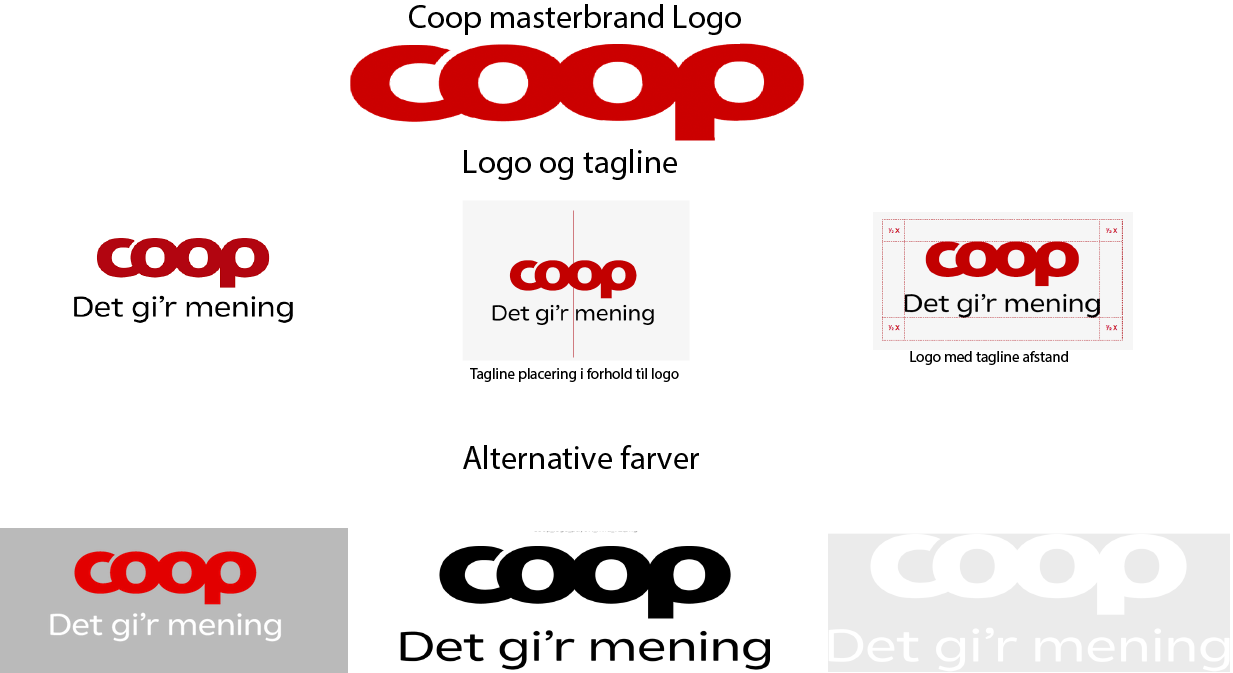 Coop masterbrand Logo
coop
Logo og tagline
coop
Det gi’r mening
coop
Det gi’r mening
Tagline placering i forhold til logo
½ X ½ X
coop
Det gi’r mening
½ X ½ X
Logo med tagline afstand
Alternative farver
coop
Det gi’r mening
coop
Det gi’r mening
coop
Det gi’r mening